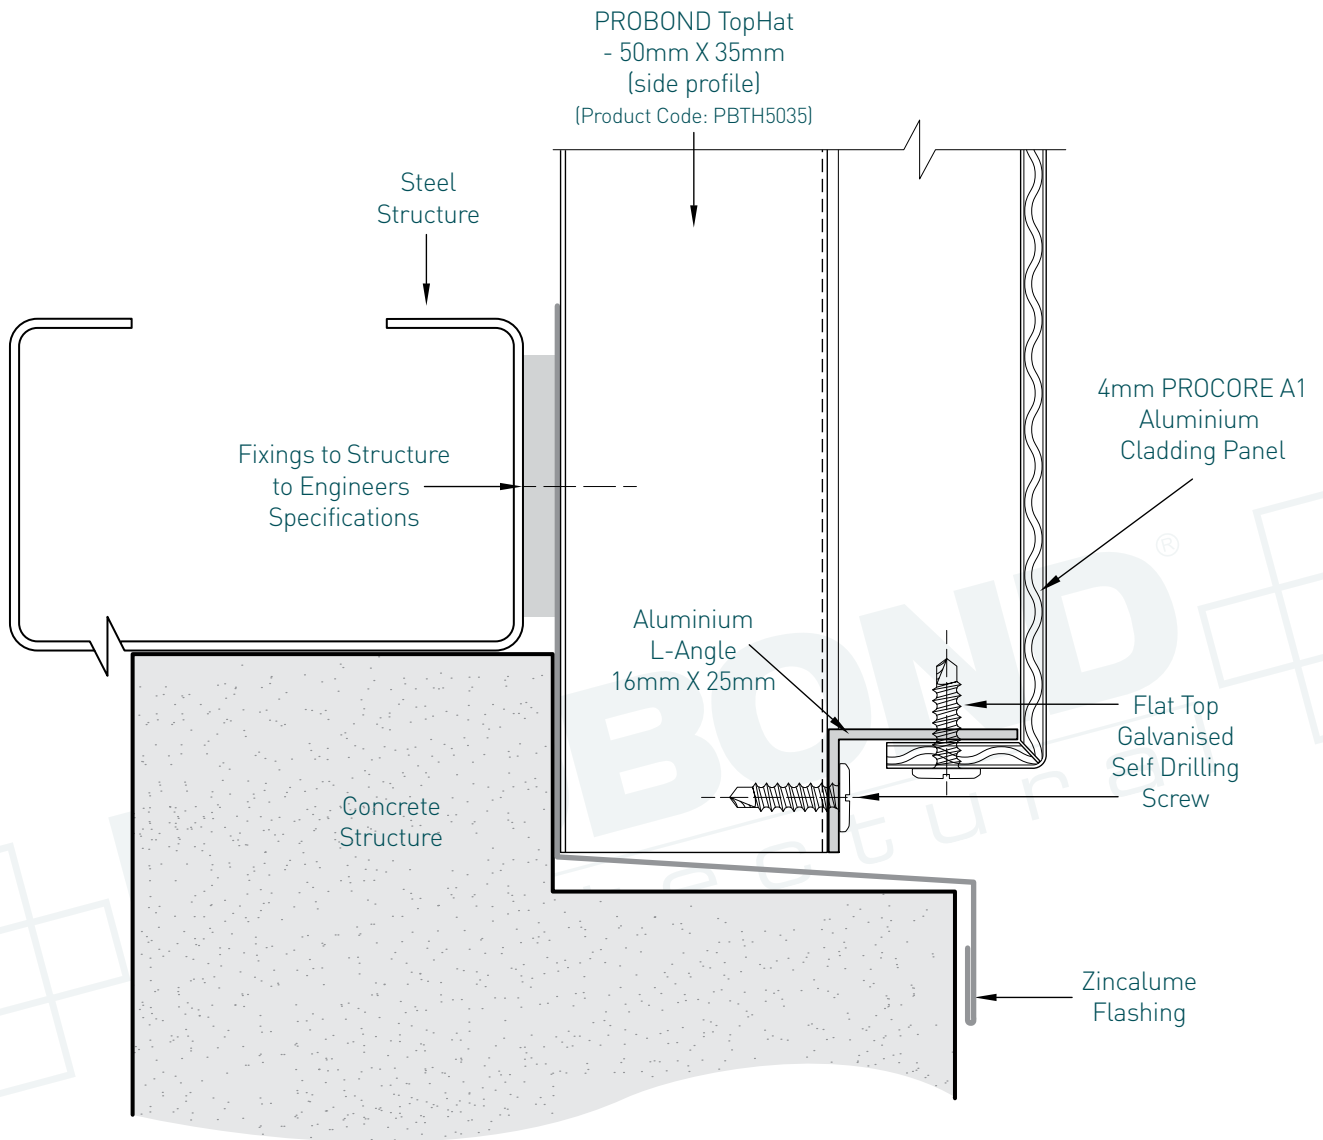 PROBOND TopHat
- 50mm X 35mm
(side profile)
(Product Code: PBTH5035)
Steel
Structure
4mm PROCORE A1
Aluminium
Cladding Panel
Fixings to Structure
to Engineers
Specifications
Aluminium
L-Angle
16mm X 25mm
Flat Top
Galvanised
Self Drilling
Screw
Concrete
Structure
Zincalume
Flashing
BOND®